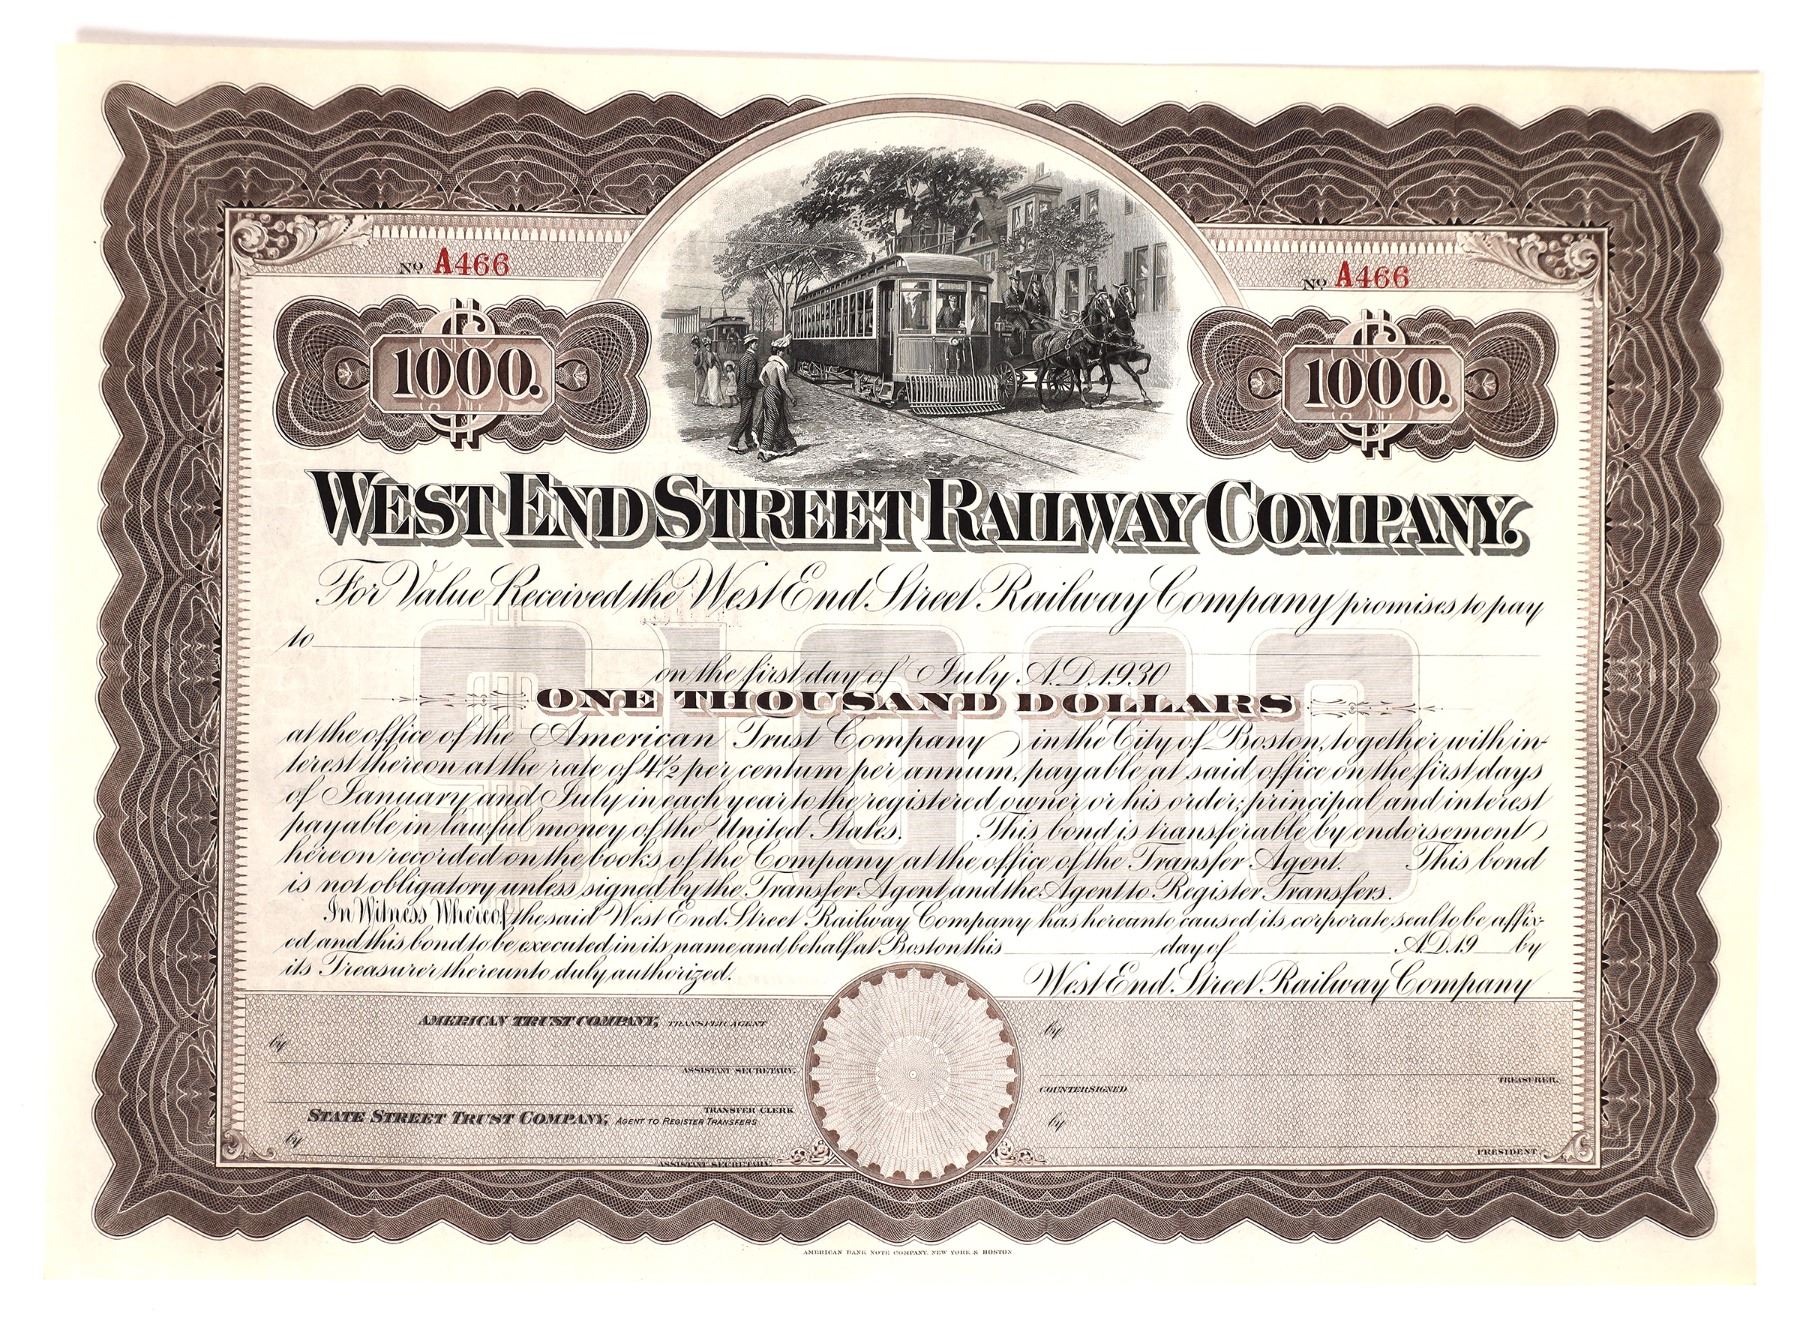 No A466
No A466
1000.
1000.
WEST END STREET RAILWAY COMPANY.
For Value Received the West End Street Railway Company promises to pay
to
$1000
on the first day of July A.D. 1930
ONE THOUSAND DOLLARS
at the office of the American Trust Company in the City of Boston, together with in-
terest thereon at the rate of 4½ per centum per annum, payable at said office on the first days
of January and July in each year to the registered owner or his order; principal and interest
payable in lawful money of the United States. This bond is transferable by endorsement
hereon recorded on the books of the Company at the office of the Transfer Agent. This bond
is not obligatory unless signed by the Transfer Agent and the Agent to Register Transfers.
In Witness Whereof the said West End Street Railway Company has hereunto caused its corporate seal to be affix-
ed and this bond to be executed in its name and behalf at Boston this day of A.D. 19 by
its Treasurer thereunto duly authorized. West End Street Railway Company
AMERICAN TRUST COMPANY, TRANSFER AGENT
by
ASSISTANT SECRETARY.
TRANSFER CLERK
STATE STREET TRUST COMPANY, AGENT TO REGISTER TRANSFERS
by
ASSISTANT SECRETARY.
by
TREASURER.
COUNTERSIGNED
by
PRESIDENT.
AMERICAN BANK NOTE COMPANY, NEW YORK & BOSTON